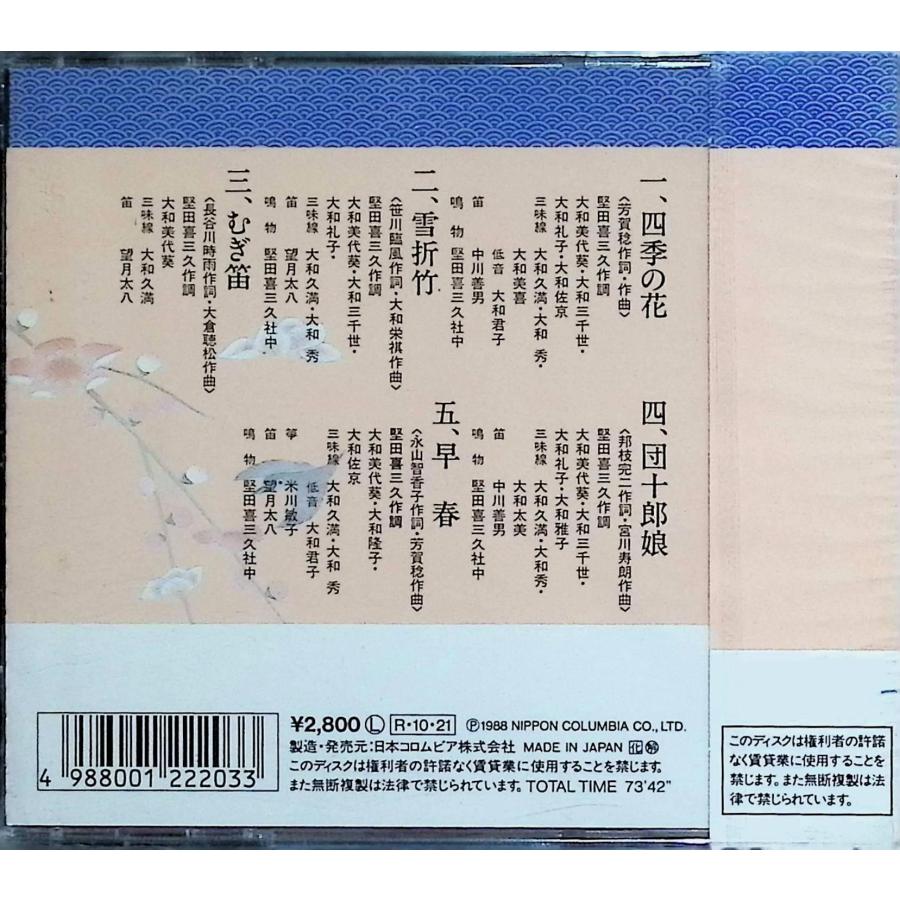 一、四季の花
〈芳賀稔作詞・作曲〉
堅田喜三久作調
大和美代葵・大和三千世・
大和礼子・大和佐京
三味線 大和久満・大和 秀・
大和美喜
低音 大和君子
笛 中川善男
鳴物 堅田喜三久社中
二、雪折竹
〈笹川臨風作詞・大和栄祺作曲〉
堅田喜三久作調
大和美代葵・大和三千世・
大和礼子・
三味線 大和久満・大和 秀
笛 望月太八
鳴物 堅田喜三久社中
三、むぎ笛
〈長谷川時雨作詞・大倉聴松作曲〉
堅田喜三久作調
大和美代葵
三味線 大和久満
笛 望月太八
四、団十郎娘
〈邦枝完二作詞・宮川寿朗作曲〉
堅田喜三久作調
大和美代葵・大和三千世・
大和礼子・大和雅子
三味線 大和久満・大和秀・
大和太美
笛 中川善男
鳴物 堅田喜三久社中
五、早春
〈永山智香子作詞・芳賀稔作曲〉
堅田喜三久作調
大和美代葵・大和隆子・
大和佐京
三味線 大和久満・大和 秀
低音 大和君子
箏 米川敏子
笛 望月太八
鳴物 堅田喜三久社中
4 988001 222033
¥2,800 Ⓛ R・10・21 Ⓟ1988 NIPPON COLUMBIA CO., LTD.
製造・発売元:日本コロムビア株式会社 MADE IN JAPAN
このディスクは権利者の許諾なく賃貸業に使用することを禁じます。
また無断複製は法律で禁じられています。 TOTAL TIME 73'42"
このディスクは権利者の許諾
なく賃貸業に使用することを
禁じます。また無断複製は法
律で禁じられています。